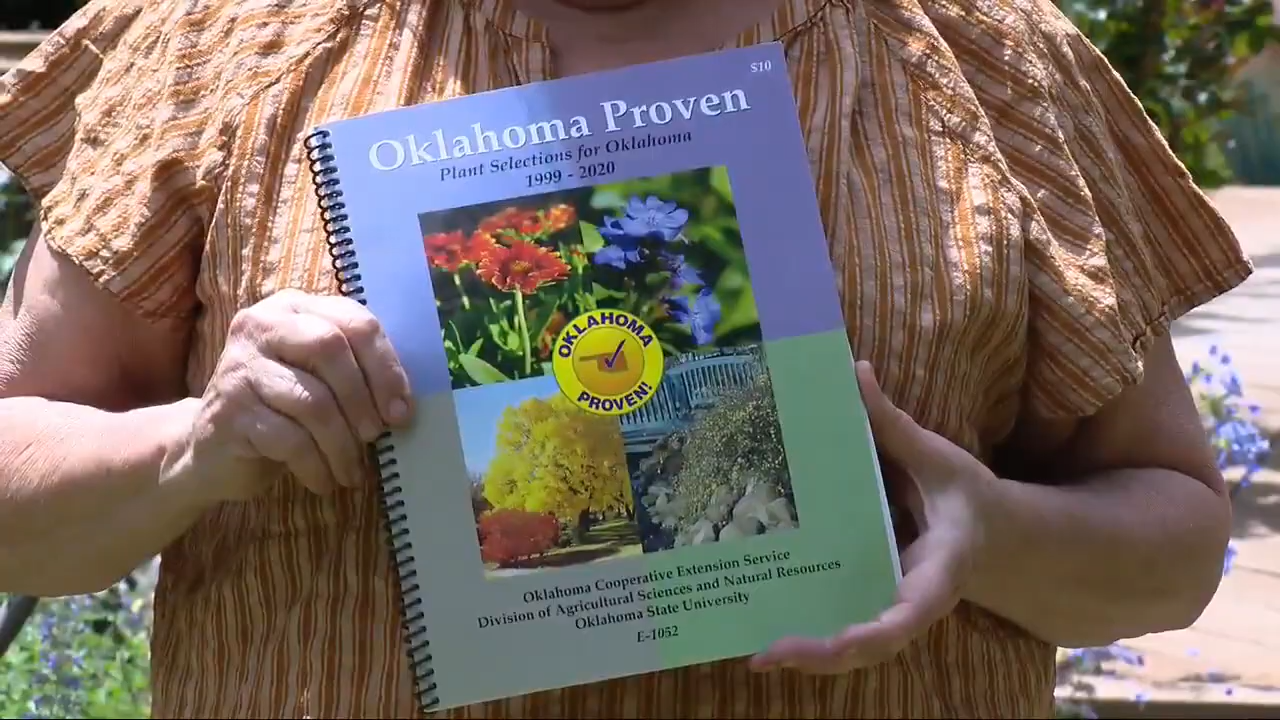 $10
Oklahoma Proven
Plant Selections for Oklahoma
1999 - 2020
OKLAHOMA
PROVEN!
Oklahoma Cooperative Extension Service
Division of Agricultural Sciences and Natural Resources
Oklahoma State University
E-1052